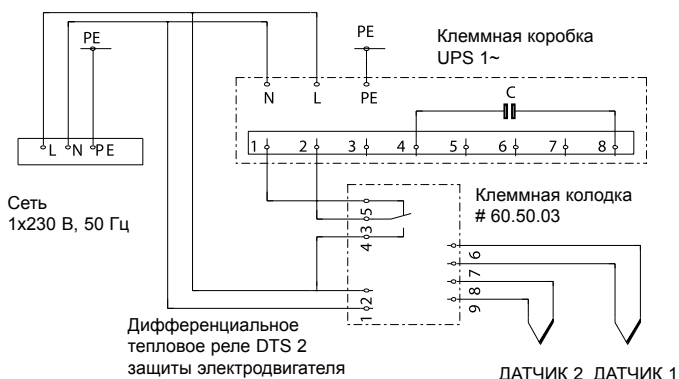 PE
PE
Клеммная коробка
UPS 1~
C
N L PE
1 2 3 4 5 6 7 8
L N PE
Сеть
1x230 В, 50 Гц
Клеммная колодка
# 60.50.03
5
3
4
6
7
8
9
2
1
Дифференциальное
тепловое реле DTS 2
защиты электродвигателя
ДАТЧИК 2 ДАТЧИК 1